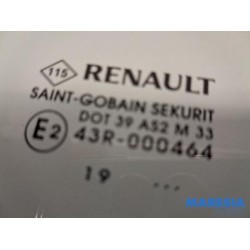 115 RENAULT
SAINT-GOBAIN SEKURIT
DOT 39 AS2 M 33
E2 43R-000464
19 ...